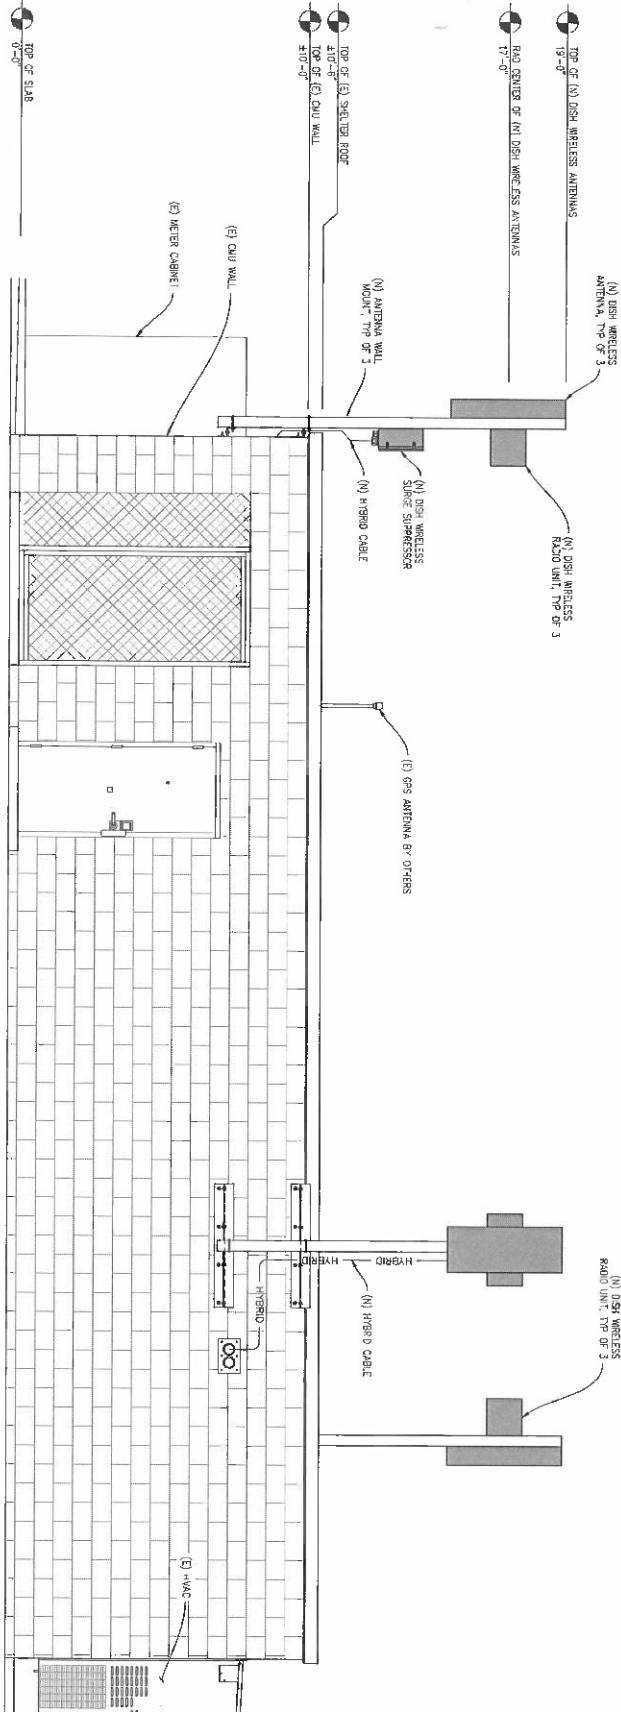 (N) DISH WIRELESS
ANTENNA, TYP OF 3
TOP OF (N) DISH WIRELESS ANTENNAS
19'-0"
RAD CENTER OF (N) DISH WIRELESS ANTENNAS
17'-0"
(N) DISH WIRELESS
RADIO UNIT, TYP OF 3
(N) DISH WIRELESS
SURGE SUPPRESSOR
(N) HYBRID CABLE
(N) ANTENNA WALL
MOUNT, TYP OF 3
TOP OF (E) SHELTER ROOF
±10'-6"
TOP OF (E) CMU WALL
±10'-0"
(E) CMU WALL
(E) METER CABINET
TOP OF SLAB
0'-0"
(E) GPS ANTENNA BY OTHERS
(N) DISH WIRELESS
RADIO UNIT, TYP OF 3
HYBRID
HYBRID
(N) HYBRID CABLE
HYBRID
(E) HVAC